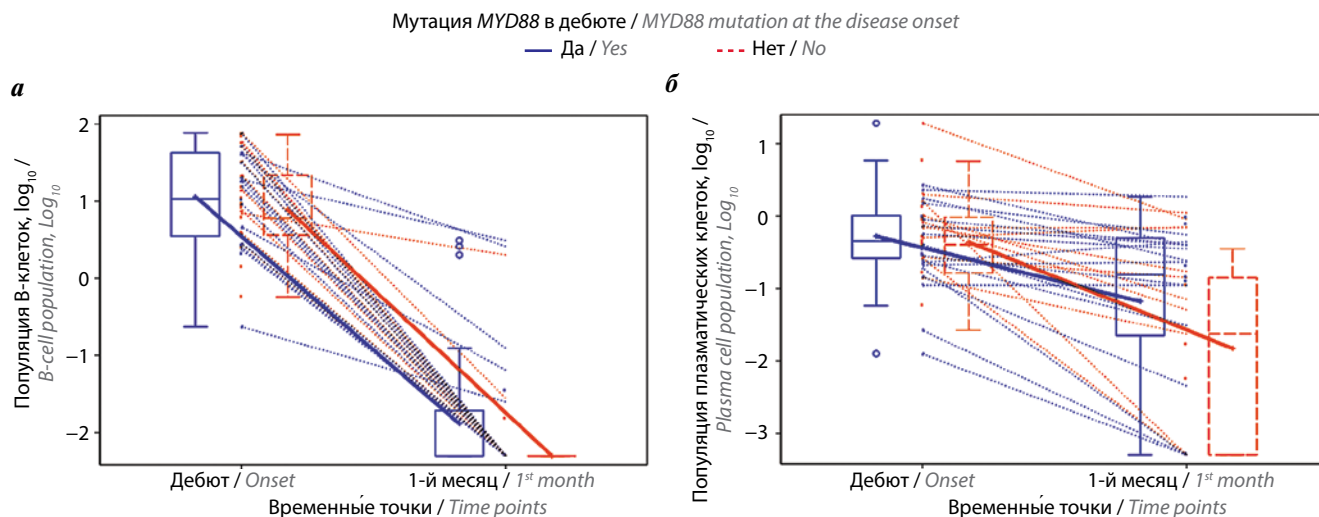 Мутация MYD88 в дебюте / MYD88 mutation at the disease onset
Да / Yes Нет / No
а
Популяция В-клеток, log10 /
B-cell population, Log10
2
1
0
−1
−2
Дебют / Onset 1-й месяц / 1st month
Временны́е точки / Time points
б
Популяция плазматических клеток, log10 /
Plasma cell population, Log10
1
0
−1
−2
−3
Дебют / Onset 1-й месяц / 1st month
Временны́е точки / Time points